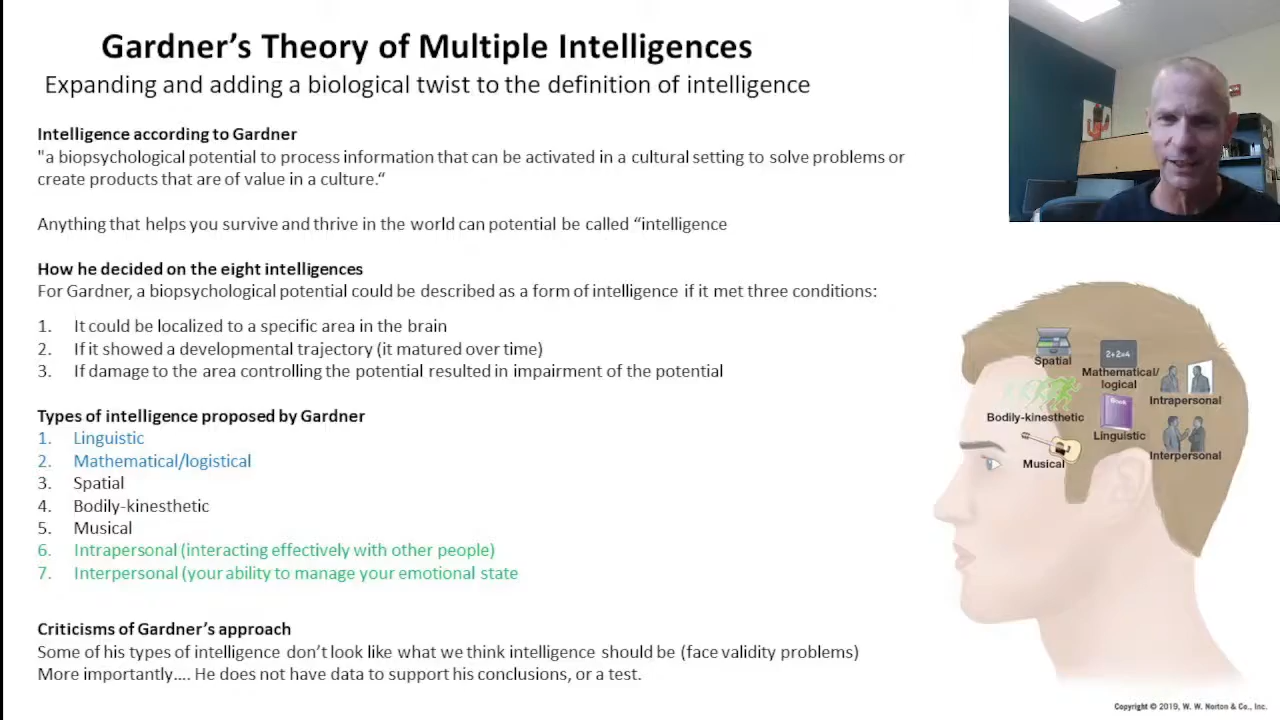 Gardner's Theory of Multiple Intelligences
Expanding and adding a biological twist to the definition of intelligence
Intelligence according to Gardner
"a biopsychological potential to process information that can be activated in a cultural setting to solve problems or
create products that are of value in a culture.“
Anything that helps you survive and thrive in the world can potential be called “intelligence
How he decided on the eight intelligences
For Gardner, a biopsychological potential could be described as a form of intelligence if it met three conditions:
1. It could be localized to a specific area in the brain
2. If it showed a developmental trajectory (it matured over time)
3. If damage to the area controlling the potential resulted in impairment of the potential
Types of intelligence proposed by Gardner
1. Linguistic
2. Mathematical/logistical
3. Spatial
4. Bodily-kinesthetic
5. Musical
6. Intrapersonal (interacting effectively with other people)
7. Interpersonal (your ability to manage your emotional state
Criticisms of Gardner's approach
Some of his types of intelligence don't look like what we think intelligence should be (face validity problems)
More importantly…. He does not have data to support his conclusions, or a test.
Spatial
2+2=4
Mathematical/
logical
Intrapersonal
Bodily-kinesthetic
Book
Linguistic
Musical
Interpersonal
Copyright © 2019, W. W. Norton & Co., Inc.